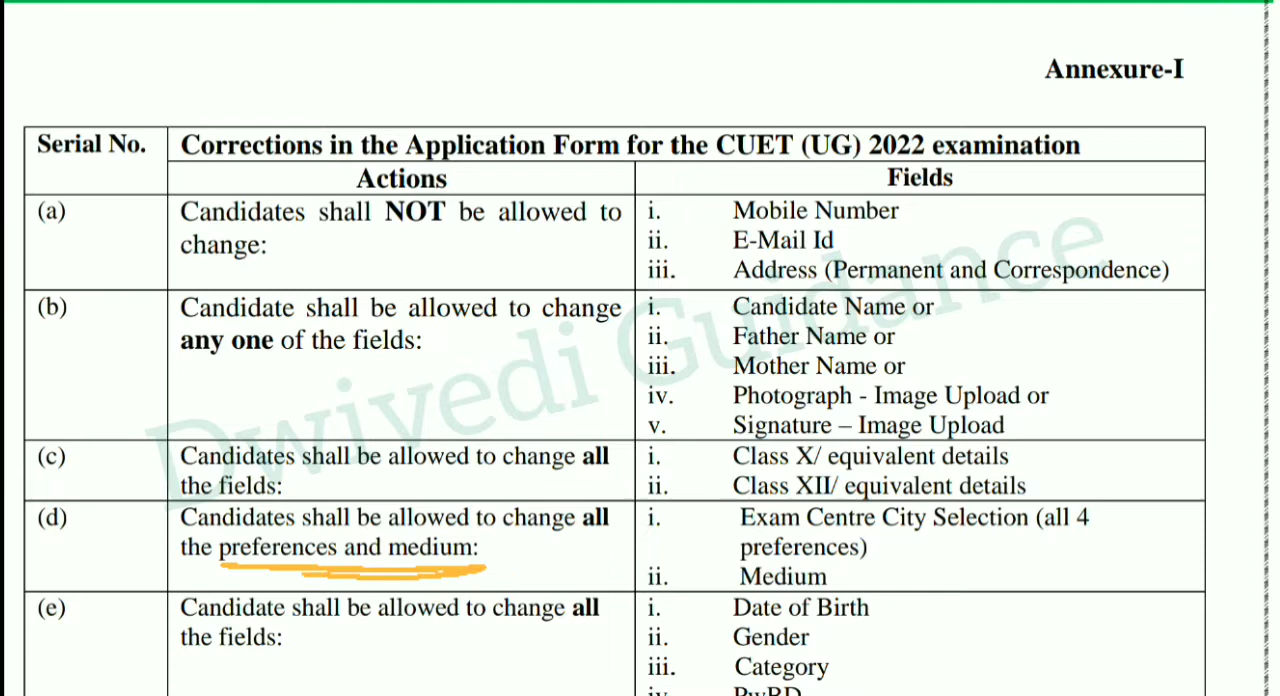 Annexure-I
Serial No. Corrections in the Application Form for the CUET (UG) 2022 examination
Actions Fields
(a) Candidates shall NOT be allowed to change:
i. Mobile Number
ii. E-Mail Id
iii. Address (Permanent and Correspondence)
(b) Candidate shall be allowed to change any one of the fields:
i. Candidate Name or
ii. Father Name or
iii. Mother Name or
iv. Photograph - Image Upload or
v. Signature – Image Upload
(c) Candidates shall be allowed to change all the fields:
i. Class X/ equivalent details
ii. Class XII/ equivalent details
(d) Candidates shall be allowed to change all the preferences and medium:
i. Exam Centre City Selection (all 4 preferences)
ii. Medium
(e) Candidate shall be allowed to change all the fields:
i. Date of Birth
ii. Gender
iii. Category
iv. PwBD
Dwivedi Guidance